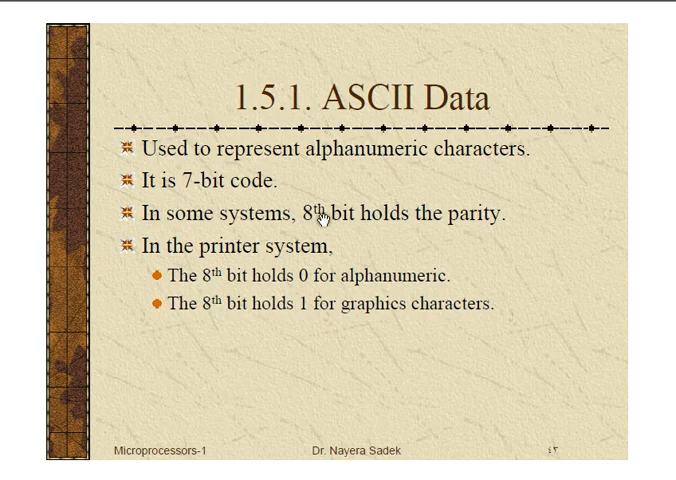 1.5.1. ASCII Data
Used to represent alphanumeric characters.
It is 7-bit code.
In some systems, 8th bit holds the parity.
In the printer system,
The 8th bit holds 0 for alphanumeric.
The 8th bit holds 1 for graphics characters.
Microprocessors-1 Dr. Nayera Sadek ٤٣